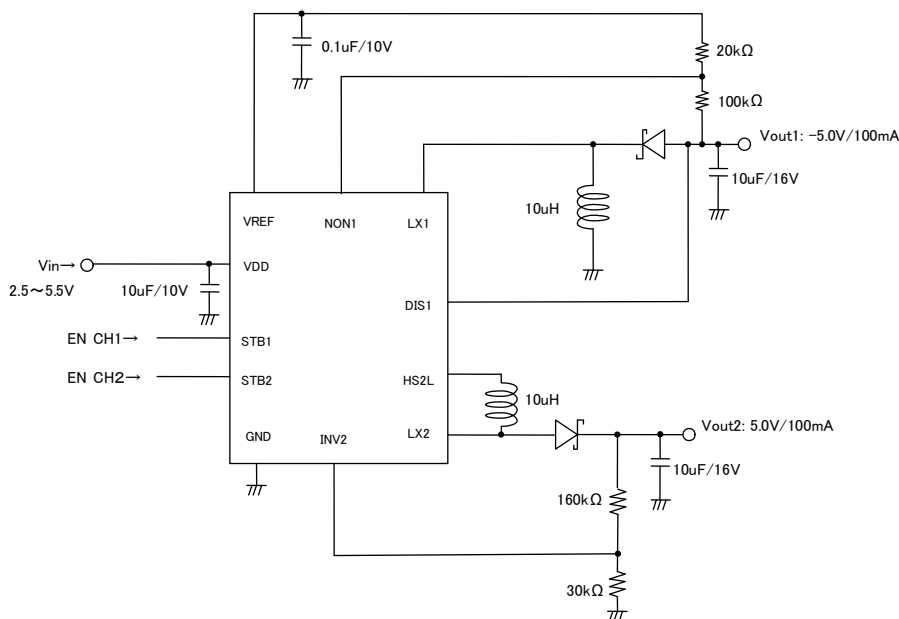 0.1uF/10V
20kΩ
100kΩ
Vout1: -5.0V/100mA
10uF/16V
10uH
VREF
NON1
LX1
Vin→
2.5～5.5V
10uF/10V
VDD
DIS1
EN CH1→
STB1
EN CH2→
STB2
HS2L
10uH
GND
INV2
LX2
Vout2: 5.0V/100mA
10uF/16V
160kΩ
30kΩ